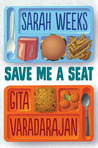 SARAH WEEKS
SAVE ME A SEAT
GITA
VARADARAJAN